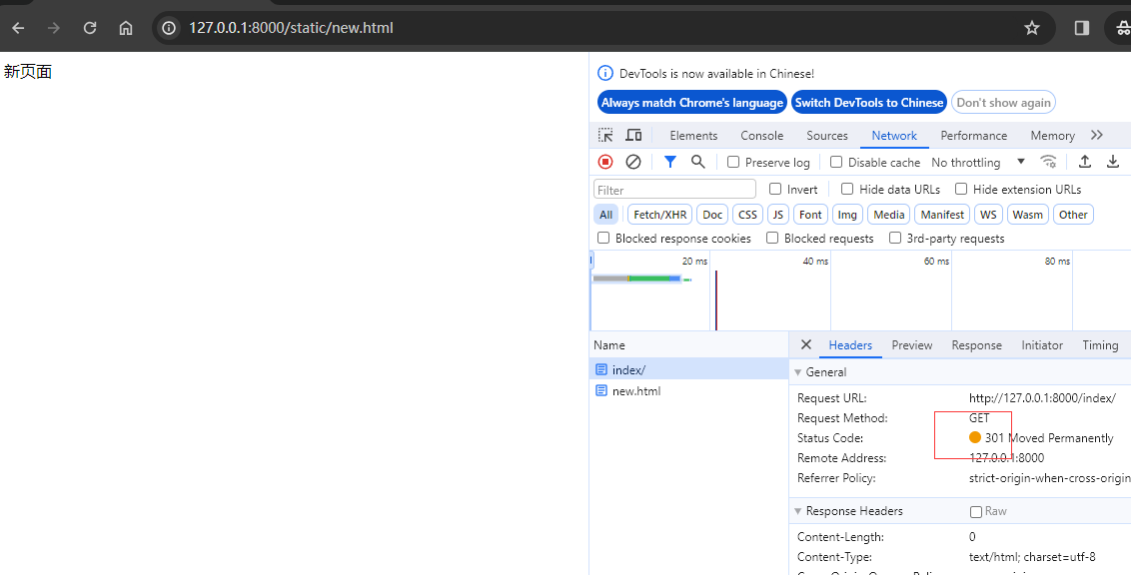 127.0.0.1:8000/static/new.html
新页面
DevTools is now available in Chinese!
Always match Chrome's language Switch DevTools to Chinese Don't show again
Elements Console Sources Network Performance Memory
Preserve log Disable cache No throttling
Filter Invert Hide data URLs Hide extension URLs
All Fetch/XHR Doc CSS JS Font Img Media Manifest WS Wasm Other
Blocked response cookies Blocked requests 3rd-party requests
20 ms 40 ms 60 ms 80 ms
Name
index/
new.html
Headers Preview Response Initiator Timing
General
Request URL: http://127.0.0.1:8000/index/
Request Method: GET
Status Code: 301 Moved Permanently
Remote Address: 127.0.0.1:8000
Referrer Policy: strict-origin-when-cross-origin
Response Headers Raw
Content-Length: 0
Content-Type: text/html; charset=utf-8